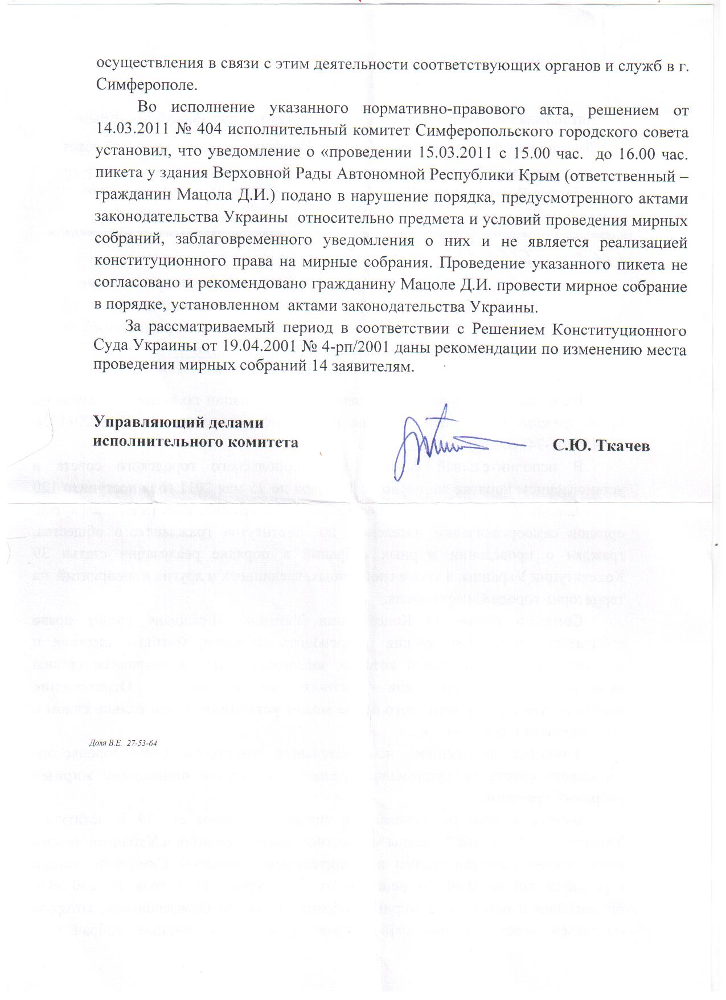 осуществления в связи с этим деятельности соответствующих органов и служб в г.
Симферополе.
Во исполнение указанного нормативно-правового акта, решением от
14.03.2011 № 404 исполнительный комитет Симферопольского городского совета
установил, что уведомление о «проведении 15.03.2011 с 15.00 час. до 16.00 час.
пикета у здания Верховной Рады Автономной Республики Крым (ответственный –
гражданин Мацола Д.И.) подано в нарушение порядка, предусмотренного актами
законодательства Украины относительно предмета и условий проведения мирных
собраний, заблаговременного уведомления о них и не является реализацией
конституционного права на мирные собрания. Проведение указанного пикета не
согласовано и рекомендовано гражданину Мацоле Д.И. провести мирное собрание
в порядке, установленном актами законодательства Украины.
За рассматриваемый период в соответствии с Решением Конституционного
Суда Украины от 19.04.2001 № 4-рп/2001 даны рекомендации по изменению места
проведения мирных собраний 14 заявителям.
Управляющий делами
исполнительного комитета С.Ю. Ткачев
Доля В.Е. 27-53-64